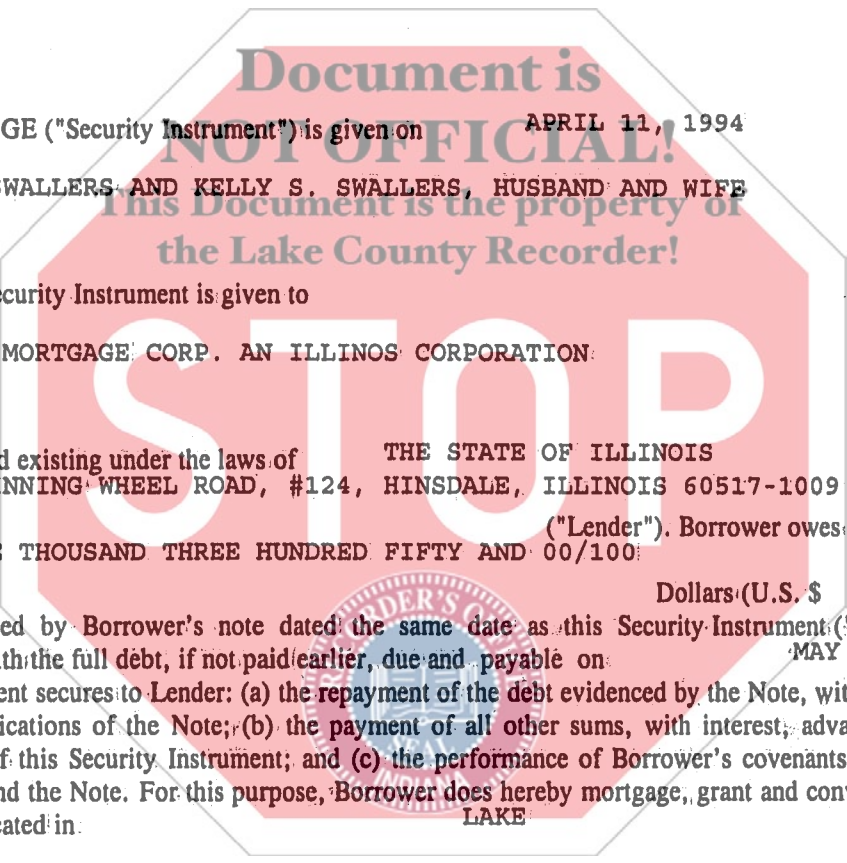 Document is
NOT OFFICIAL!
This Document is the property of
the Lake County Recorder!
STOP
GE ("Security Instrument") is given on APRIL 11, 1994
SWALLERS AND KELLY S. SWALLERS, HUSBAND AND WIFE
ecurity Instrument is given to
MORTGAGE CORP. AN ILLINOS CORPORATION
d existing under the laws of THE STATE OF ILLINOIS
INNING WHEEL ROAD, #124, HINSDALE, ILLINOIS 60517-1009
("Lender"). Borrower owes
E THOUSAND THREE HUNDRED FIFTY AND 00/100
Dollars (U.S. $
ed by Borrower's note dated the same date as this Security Instrument ("
ith the full debt, if not paid earlier, due and payable on MAY
ent secures to Lender: (a) the repayment of the debt evidenced by the Note, wit
ications of the Note; (b) the payment of all other sums, with interest, adva
f this Security Instrument; and (c) the performance of Borrower's covenants
nd the Note. For this purpose, Borrower does hereby mortgage, grant and conv
cated in LAKE
RECORDER'S OFFICE
SEAL
INDIANA